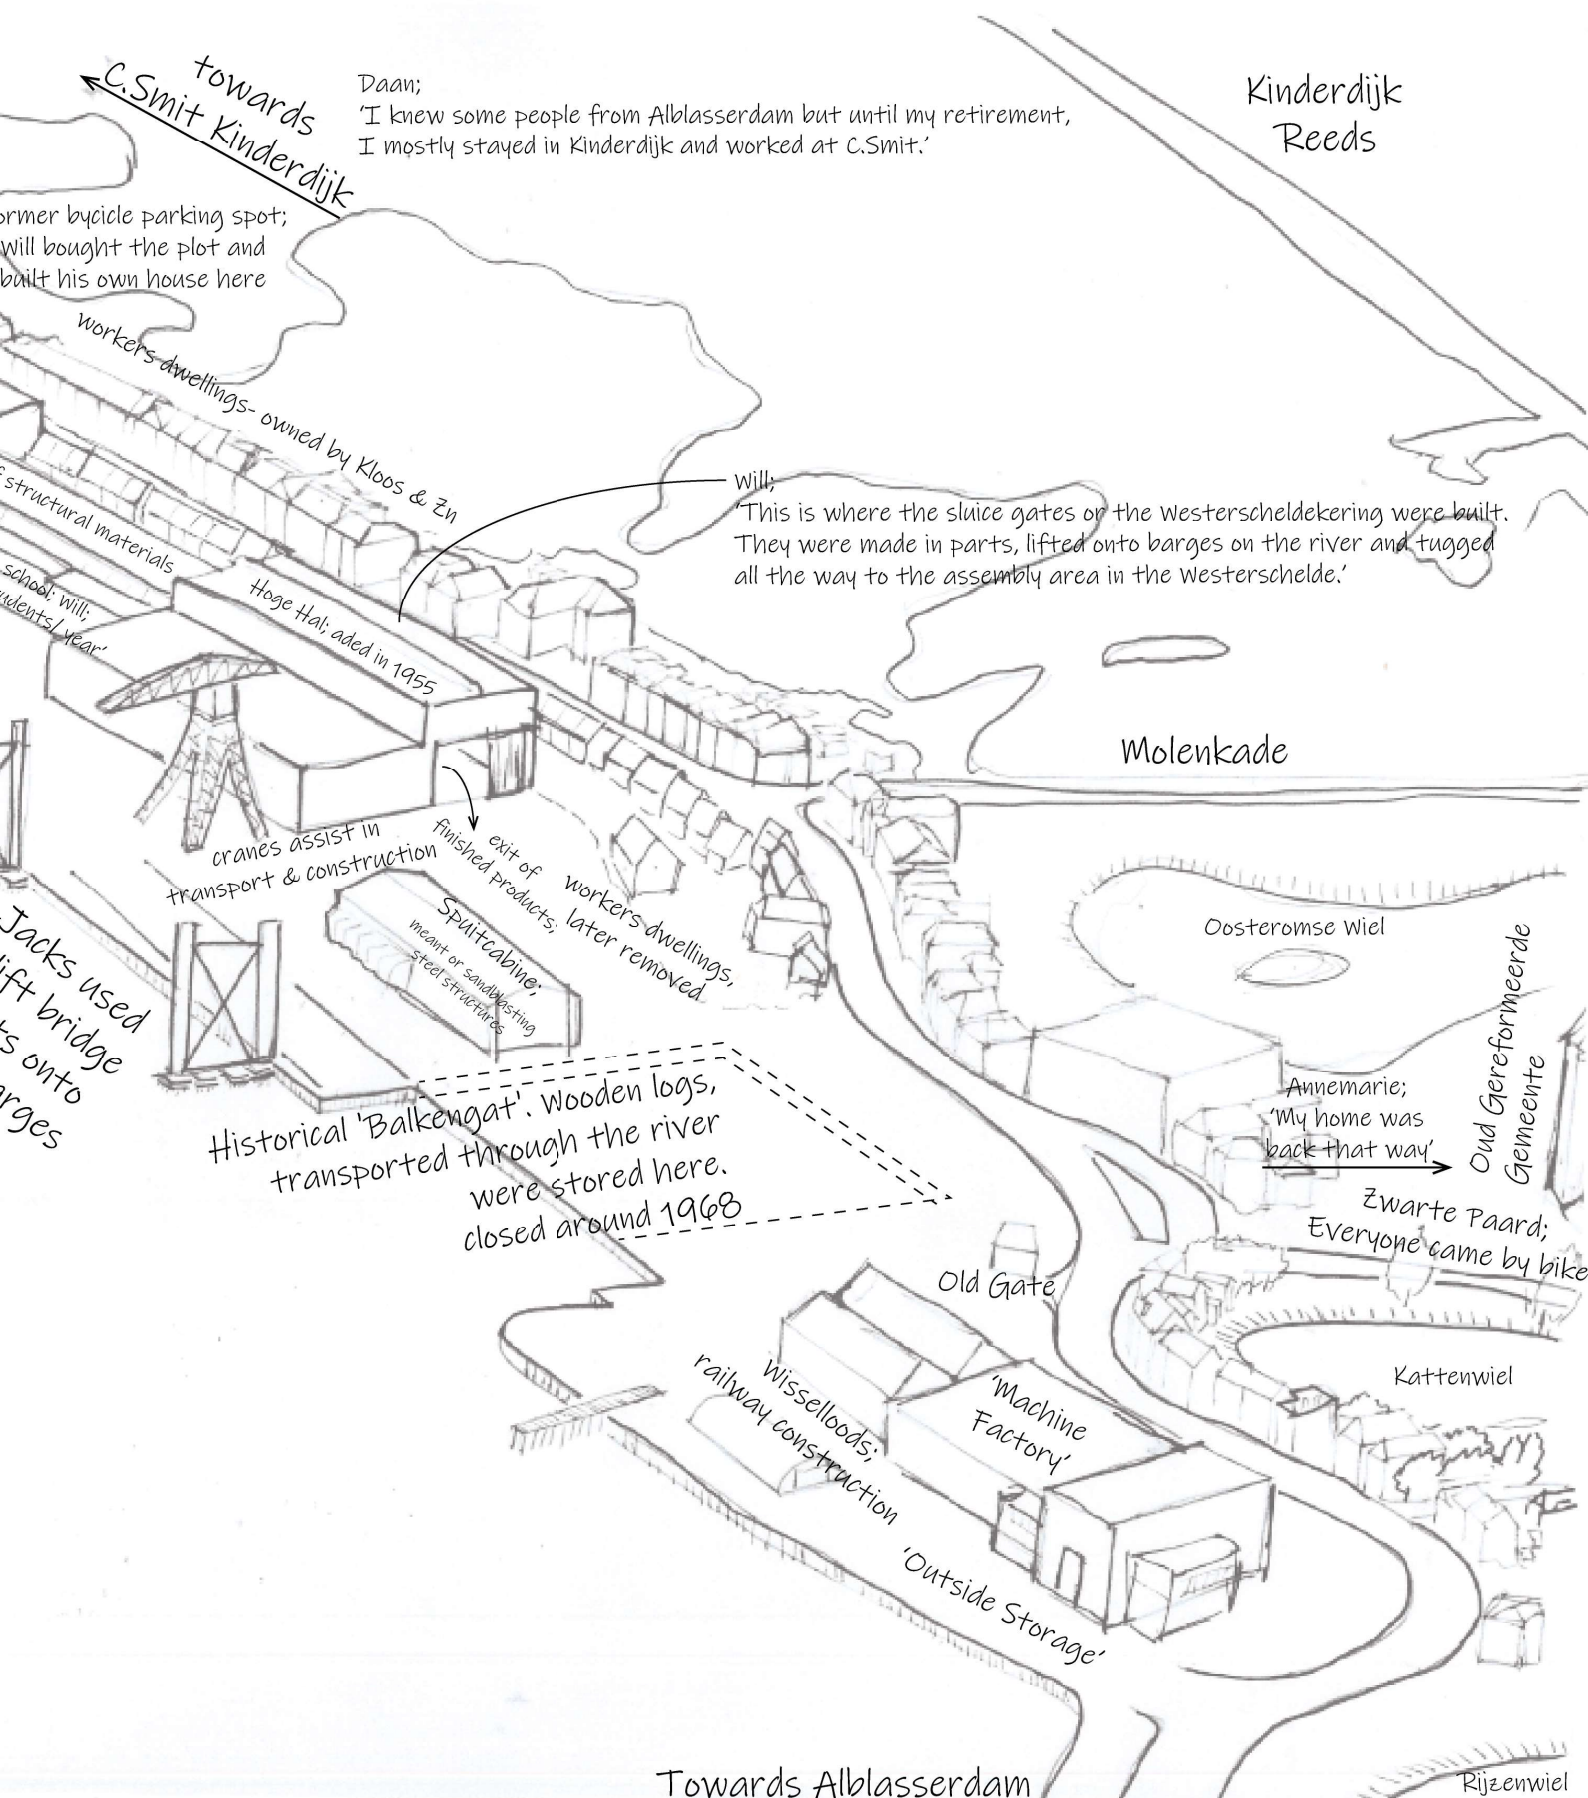 towards
C.Smit Kinderdijk
Daan;
'I knew some people from Alblasserdam but until my retirement,
I mostly stayed in Kinderdijk and worked at C.Smit.'
Kinderdijk
Reeds
ormer bycicle parking spot;
Will bought the plot and
built his own house here
workers dwellings- owned by Kloos & Zn
structural materials
school; will;
udents/ year'
Hoge Hal; aded in 1955
Will;
'This is where the sluice gates or the Westerscheldekering were built.
They were made in parts, lifted onto barges on the river and tugged
all the way to the assembly area in the Westerschelde.'
Molenkade
cranes assist in
transport & construction
exit of
finished products;
workers dwellings,
later removed
Spuitcabine;
meant or sandblasting
steel structures
Jacks used
lift bridge
ts onto
arges
Oosteromse Wiel
Oud Gereformeerde
Gemeente
Annemarie;
'My home was
back that way'
Zwarte Paard;
Everyone came by bike
Historical 'Balkengat'. Wooden logs,
transported through the river
were stored here.
closed around 1968
Old Gate
Kattenwiel
Wisselloods;
railway construction
'Machine
Factory'
'Outside Storage'
Towards Alblasserdam
Rijzenwiel